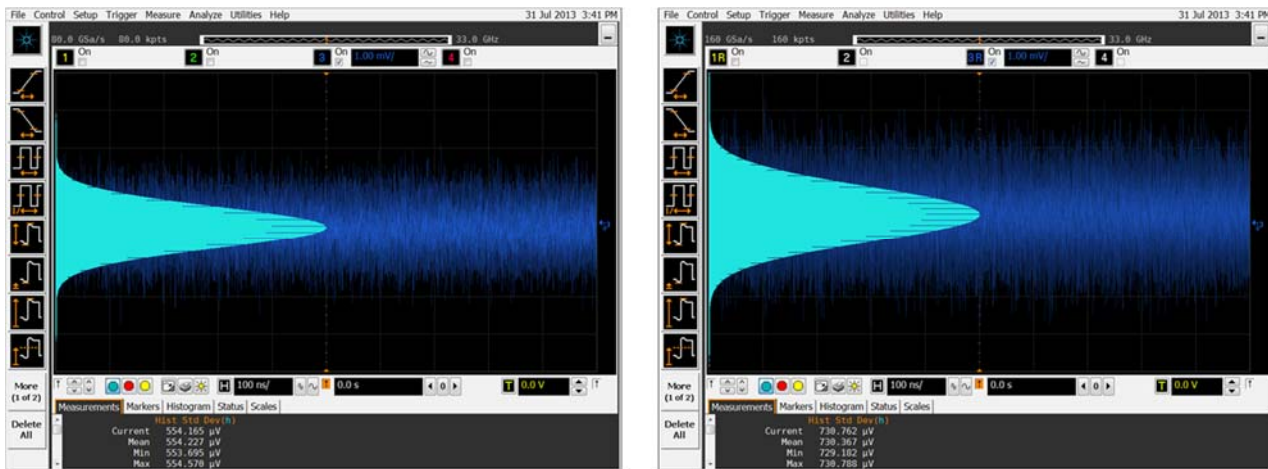 File Control Setup Trigger Measure Analyze Utilities Help 31 Jul 2013 3:41 PM
80.0 GSa/s 80.0 kpts 33.0 GHz
1 On 2 On 3 On 1.00 mV/ 4 On
More (1 of 2)
Delete All
H 100 ns/ T 0.0 s 0 T 0.0 V
Measurements Markers Histogram Status Scales
Hist Std Dev(h)
Current 554.165 µV
Mean 554.227 µV
Min 553.695 µV
Max 554.570 µV
File Control Setup Trigger Measure Analyze Utilities Help 31 Jul 2013 3:41 PM
160 GSa/s 160 kpts 33.0 GHz
1R On 2 On 3R On 1.00 mV/ 4 On
More (1 of 2)
Delete All
H 100 ns/ T 0.0 s 0 T 0.0 V
Measurements Markers Histogram Status Scales
Hist Std Dev(h)
Current 730.762 µV
Mean 730.367 µV
Min 729.182 µV
Max 730.788 µV